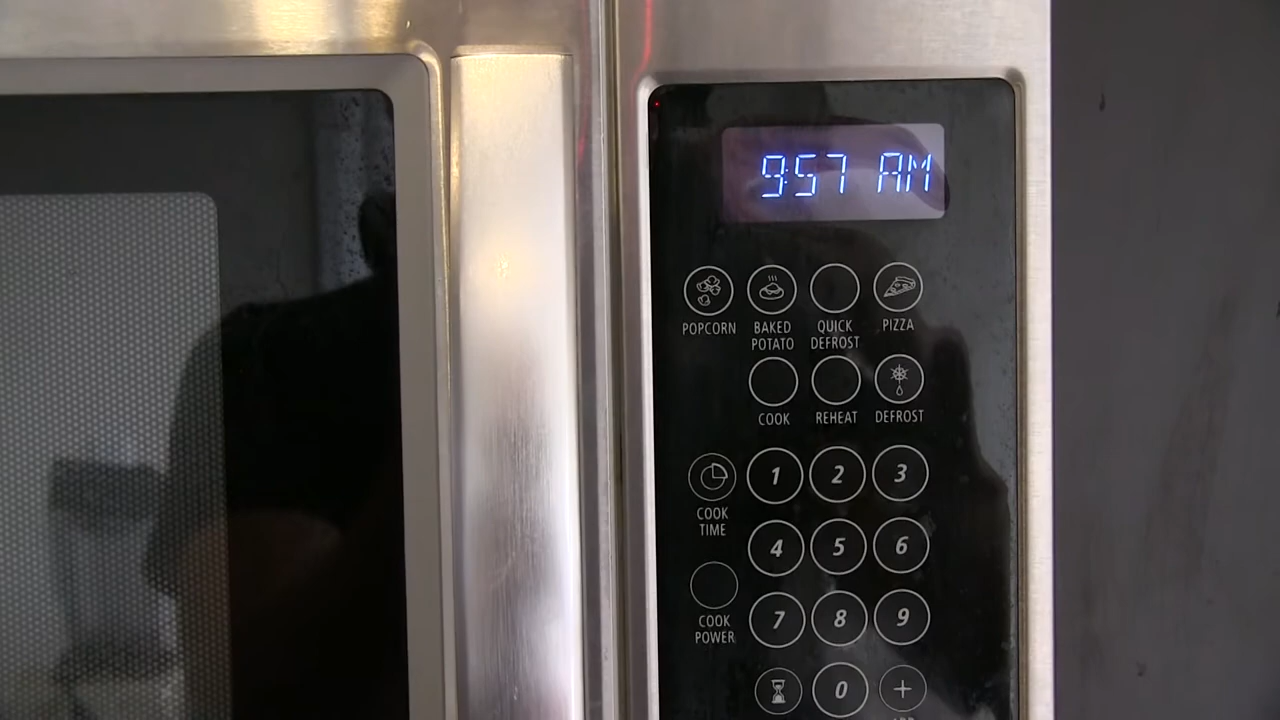 9:57 AM
POPCORN
BAKED
POTATO
QUICK
DEFROST
PIZZA
COOK
REHEAT
DEFROST
COOK
TIME
1 2 3
4 5 6
COOK
POWER
7 8 9
0 +